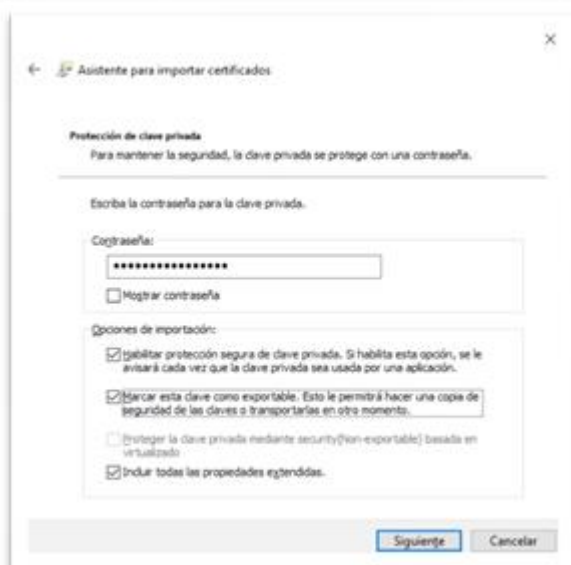 Asistente para importar certificados
Protección de clave privada
Para mantener la seguridad, la clave privada se protege con una contraseña.
Escriba la contraseña para la clave privada.
Contraseña:
••••••••••••••••
Mostrar contraseña
Opciones de importación:
Habilitar protección segura de clave privada. Si habilita esta opción, se le
avisará cada vez que la clave privada sea usada por una aplicación.
Marcar esta clave como exportable. Esto le permitirá hacer una copia de
seguridad de las claves o transportarlas en otro momento.
Proteger la clave privada mediante security(Non-exportable) basada en
virtualizado
Incluir todas las propiedades extendidas.
Siguiente
Cancelar